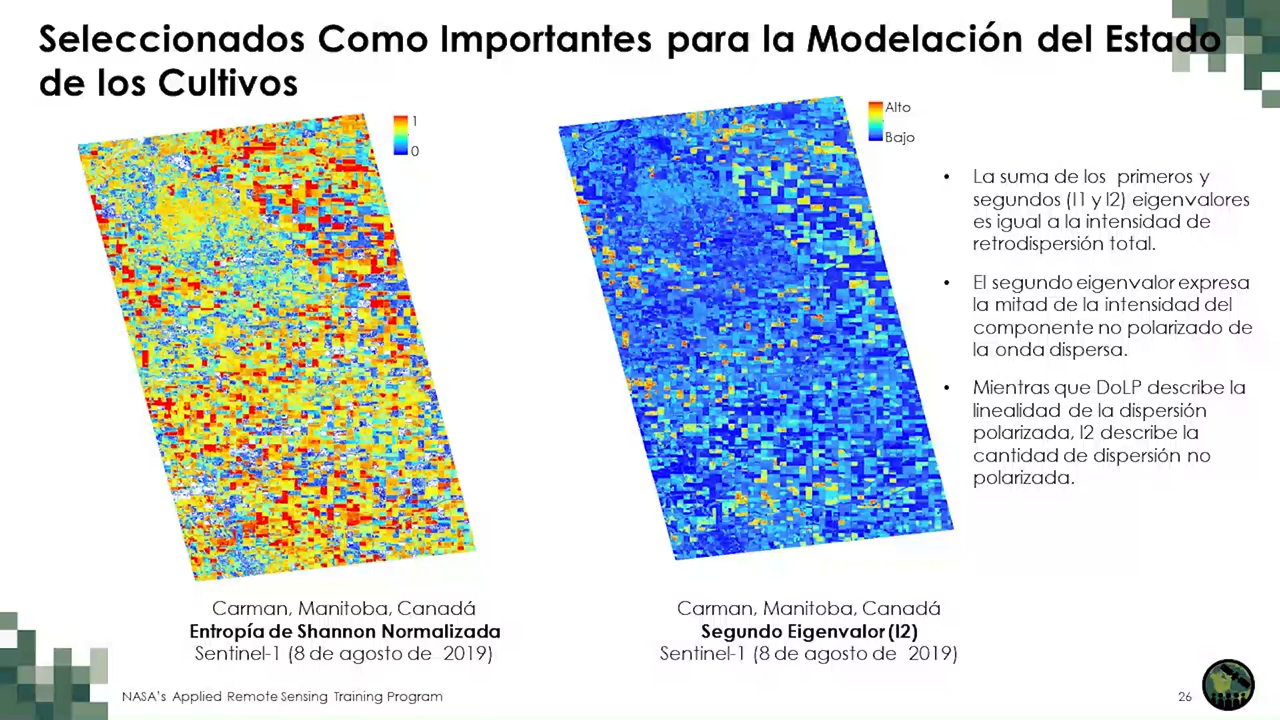 Seleccionados Como Importantes para la Modelación del Estado
de los Cultivos
1
0
Alto
Bajo
• La suma de los primeros y
segundos (l1 y l2) eigenvalores
es igual a la intensidad de
retrodispersión total.
• El segundo eigenvalor expresa
la mitad de la intensidad del
componente no polarizado de
la onda dispersa.
• Mientras que DoLP describe la
linealidad de la dispersión
polarizada, l2 describe la
cantidad de dispersión no
polarizada.
Carman, Manitoba, Canadá
Entropía de Shannon Normalizada
Sentinel-1 (8 de agosto de 2019)
Carman, Manitoba, Canadá
Segundo Eigenvalor (l2)
Sentinel-1 (8 de agosto de 2019)
NASA's Applied Remote Sensing Training Program
26